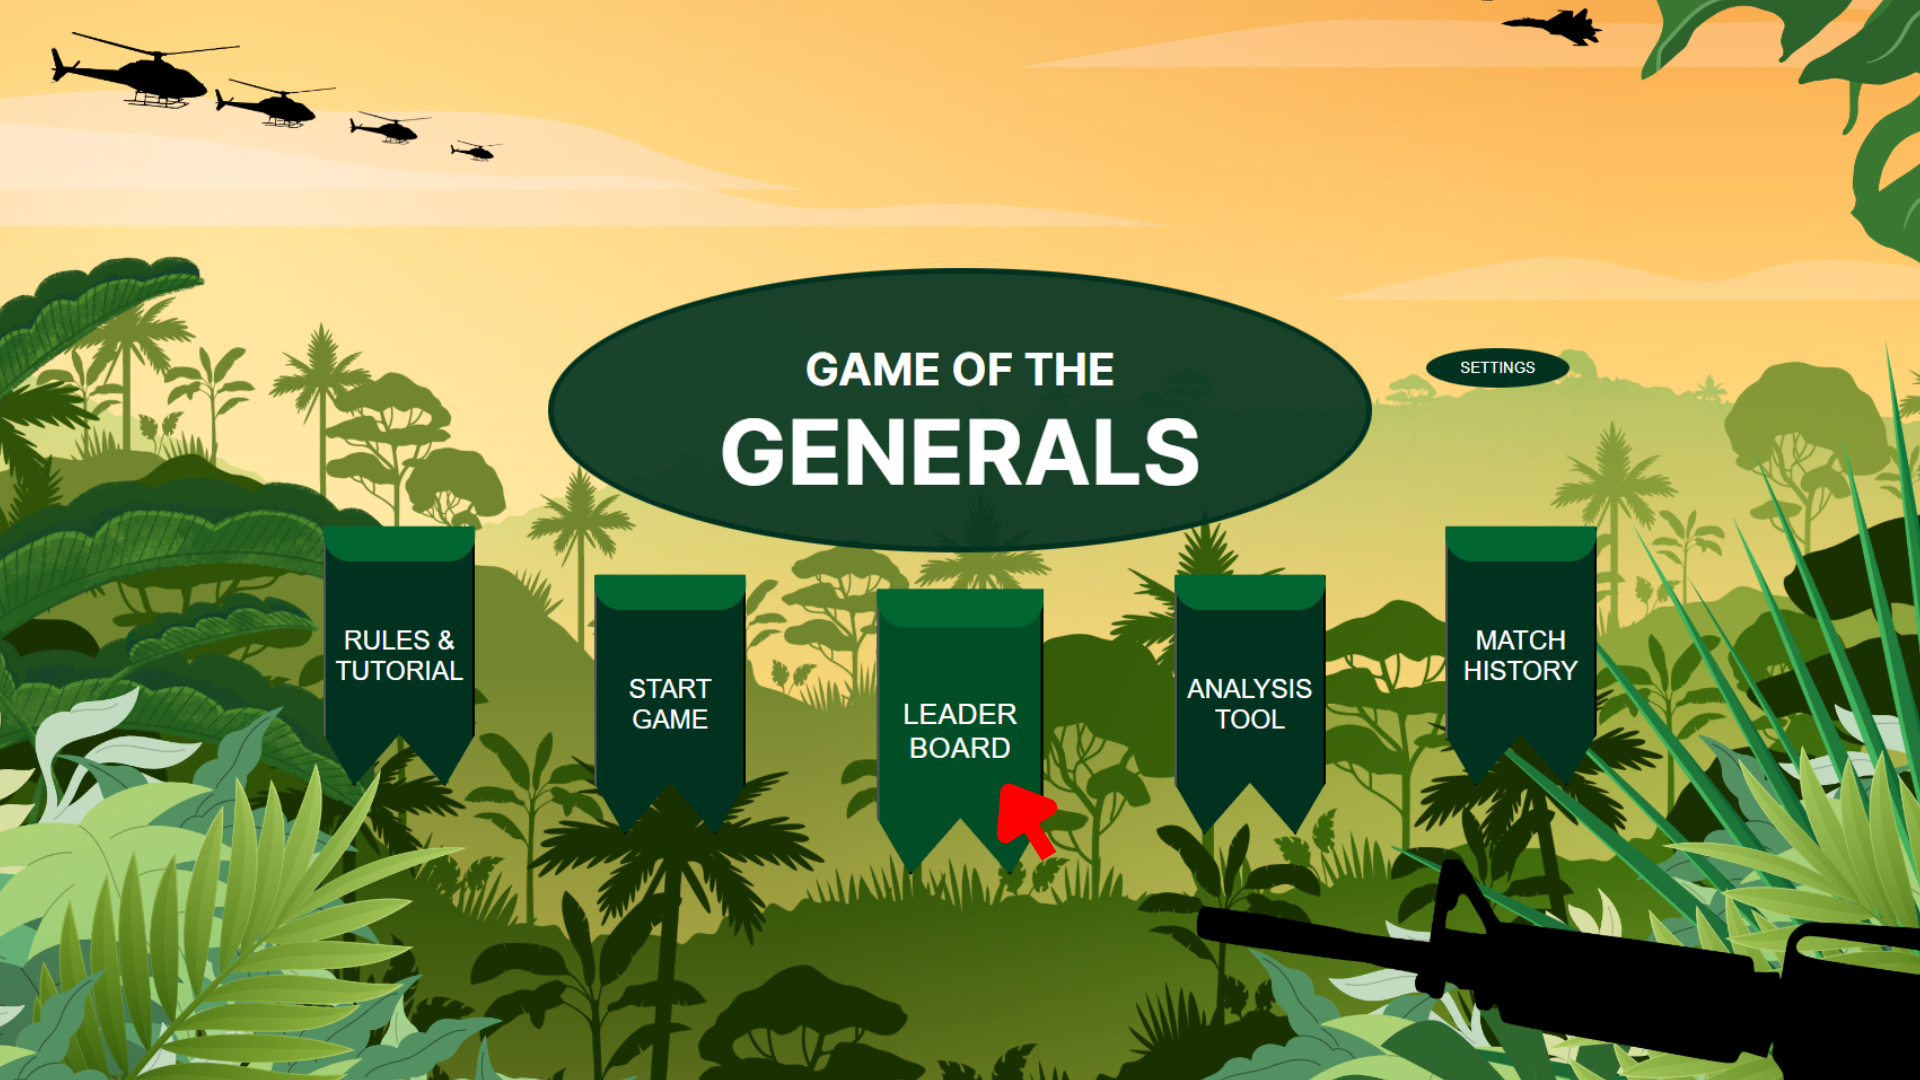 GAME OF THE
GENERALS
SETTINGS
RULES &
TUTORIAL
START
GAME
LEADER
BOARD
ANALYSIS
TOOL
MATCH
HISTORY